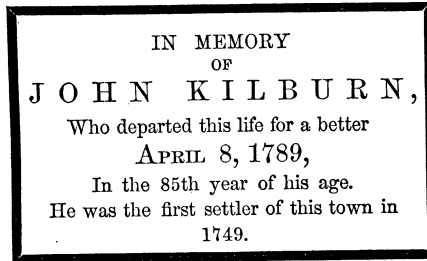 IN MEMORY
OF
JOHN KILBURN,
Who departed this life for a better
APRIL 8, 1789,
In the 85th year of his age.
He was the first settler of this town in
1749.